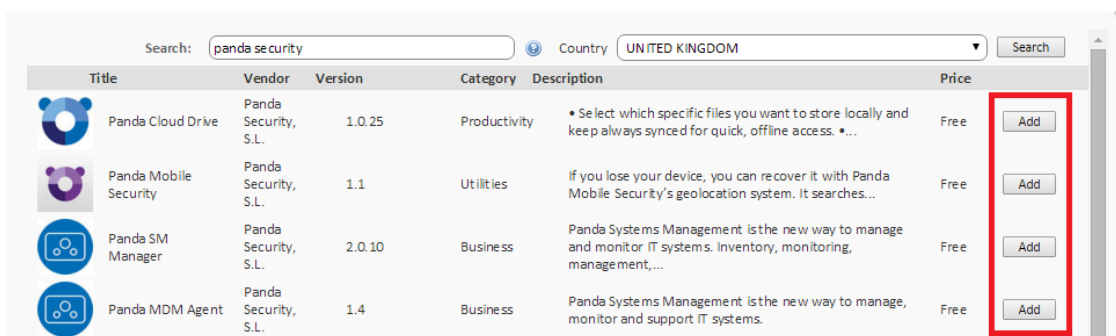 Search: panda security Country UNITED KINGDOM Search
Title Vendor Version Category Description Price
Panda Cloud Drive Panda Security, S.L. 1.0.25 Productivity • Select which specific files you want to store locally and keep always synced for quick, offline access. •... Free Add
Panda Mobile Security Panda Security, S.L. 1.1 Utilities If you lose your device, you can recover it with Panda Mobile Security's geolocation system. It searches... Free Add
Panda SM Manager Panda Security, S.L. 2.0.10 Business Panda Systems Management is the new way to manage and monitor IT systems. Inventory, monitoring, management,... Free Add
Panda MDM Agent Panda Security, S.L. 1.4 Business Panda Systems Management is the new way to manage, monitor and support IT systems. Free Add